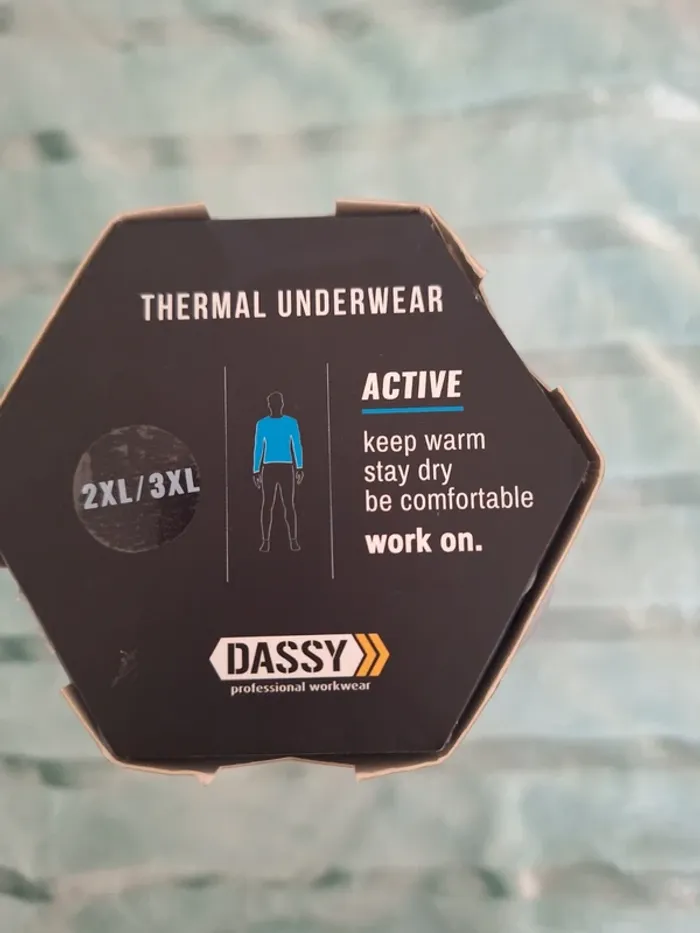 THERMAL UNDERWEAR
2XL/3XL
ACTIVE
keep warm
stay dry
be comfortable
work on.
DASSY
professional workwear